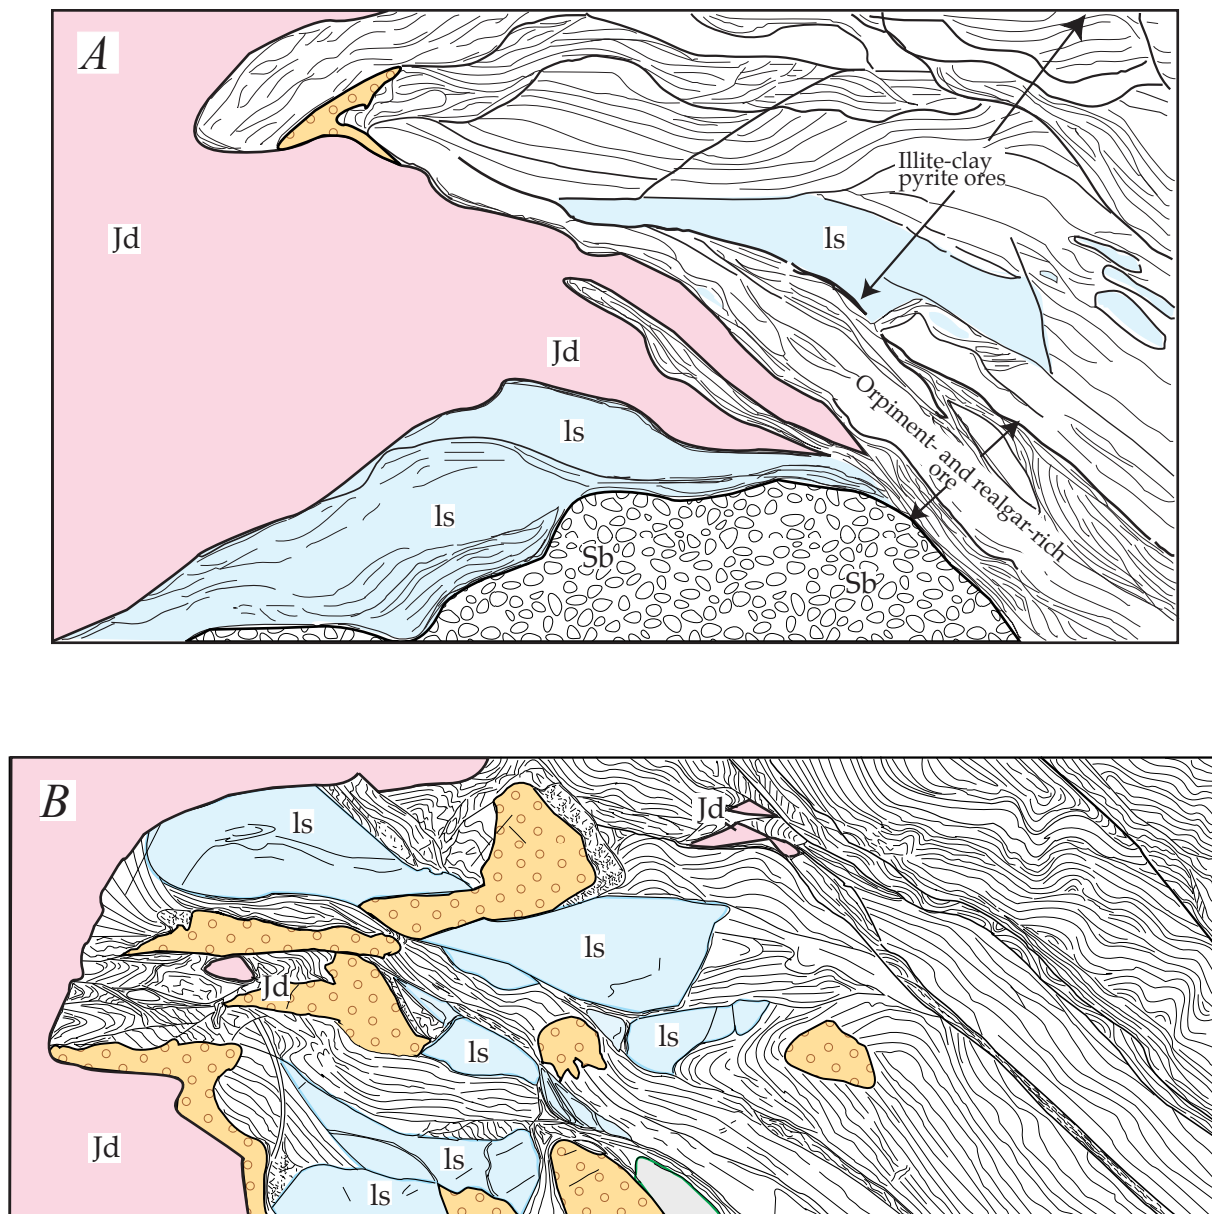 A
Illite-clay
pyrite ores
Jd
ls
Jd
Orpiment- and realgar-rich
ore
ls
ls
Sb
Sb
B
Jd
ls
ls
Jd
ls
ls
Jd
ls
ls